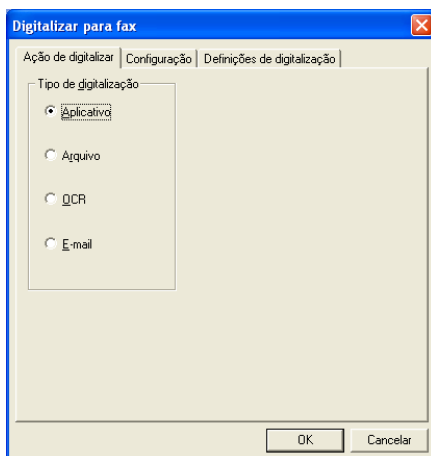 Digitalizar para fax
Ação de digitalizar Configuração Definições de digitalização
Tipo de digitalização
Aplicativo
Arquivo
OCR
E-mail
OK Cancelar